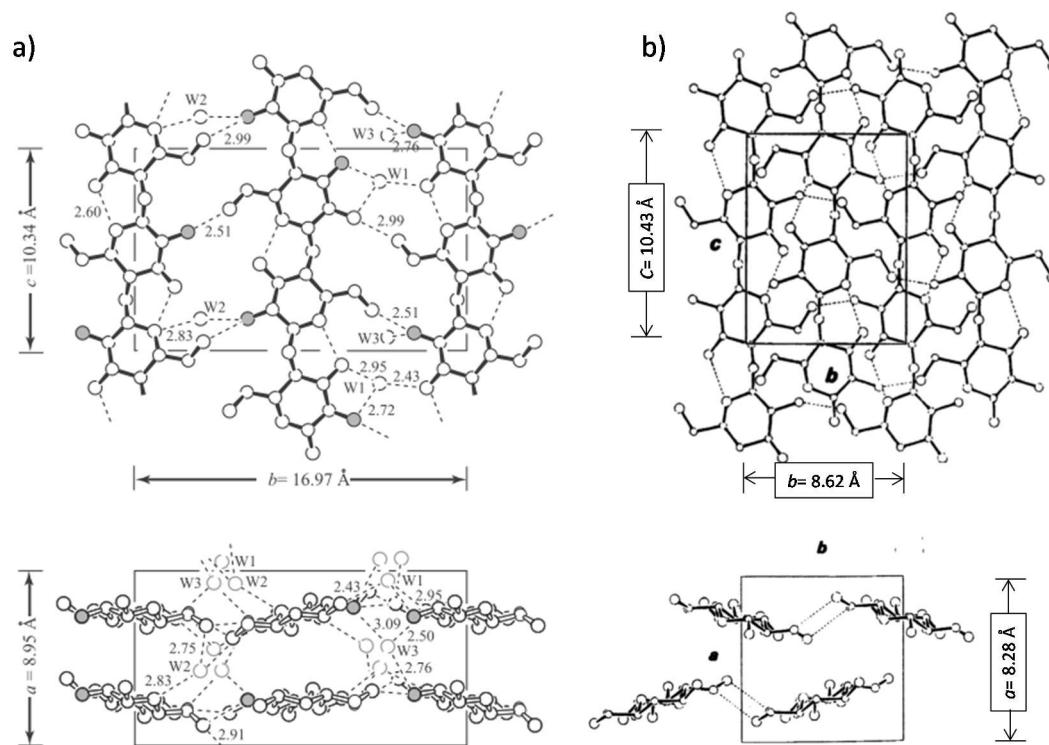 a)
W2
2.99
W3
2.76
W1
2.60
2.51
2.99
c = 10.34 Å
W2
2.83
2.51
W3
2.95
W1
2.43
2.72
b= 16.97 Å
W1
W3
W2
2.43
W1
2.95
3.09
2.50
2.75
W3
W2
2.76
2.83
2.91
a = 8.95 Å
b)
C= 10.43 Å
c
b
b= 8.62 Å
b
a
a= 8.28 Å